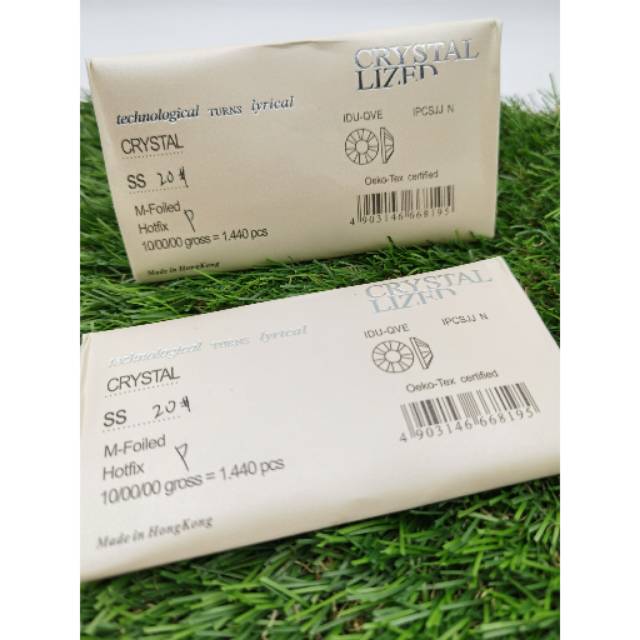 CRYSTAL
LIZED
technological TURNS lyrical
IDU-QVE IPCSJJ N
CRYSTAL
SS 20#
Oeko-Tex certified
M-Foiled
Hotfix P
4 903146 668195
10/00/00 gross = 1.440 pcs
Made in HongKong
CRYSTAL
LIZED
technological TURNS lyrical
IDU-QVE IPCSJJ N
CRYSTAL
SS 20#
Oeko-Tex certified
M-Foiled
Hotfix P
4 903146 668195
10/00/00 gross = 1.440 pcs
Made in HongKong